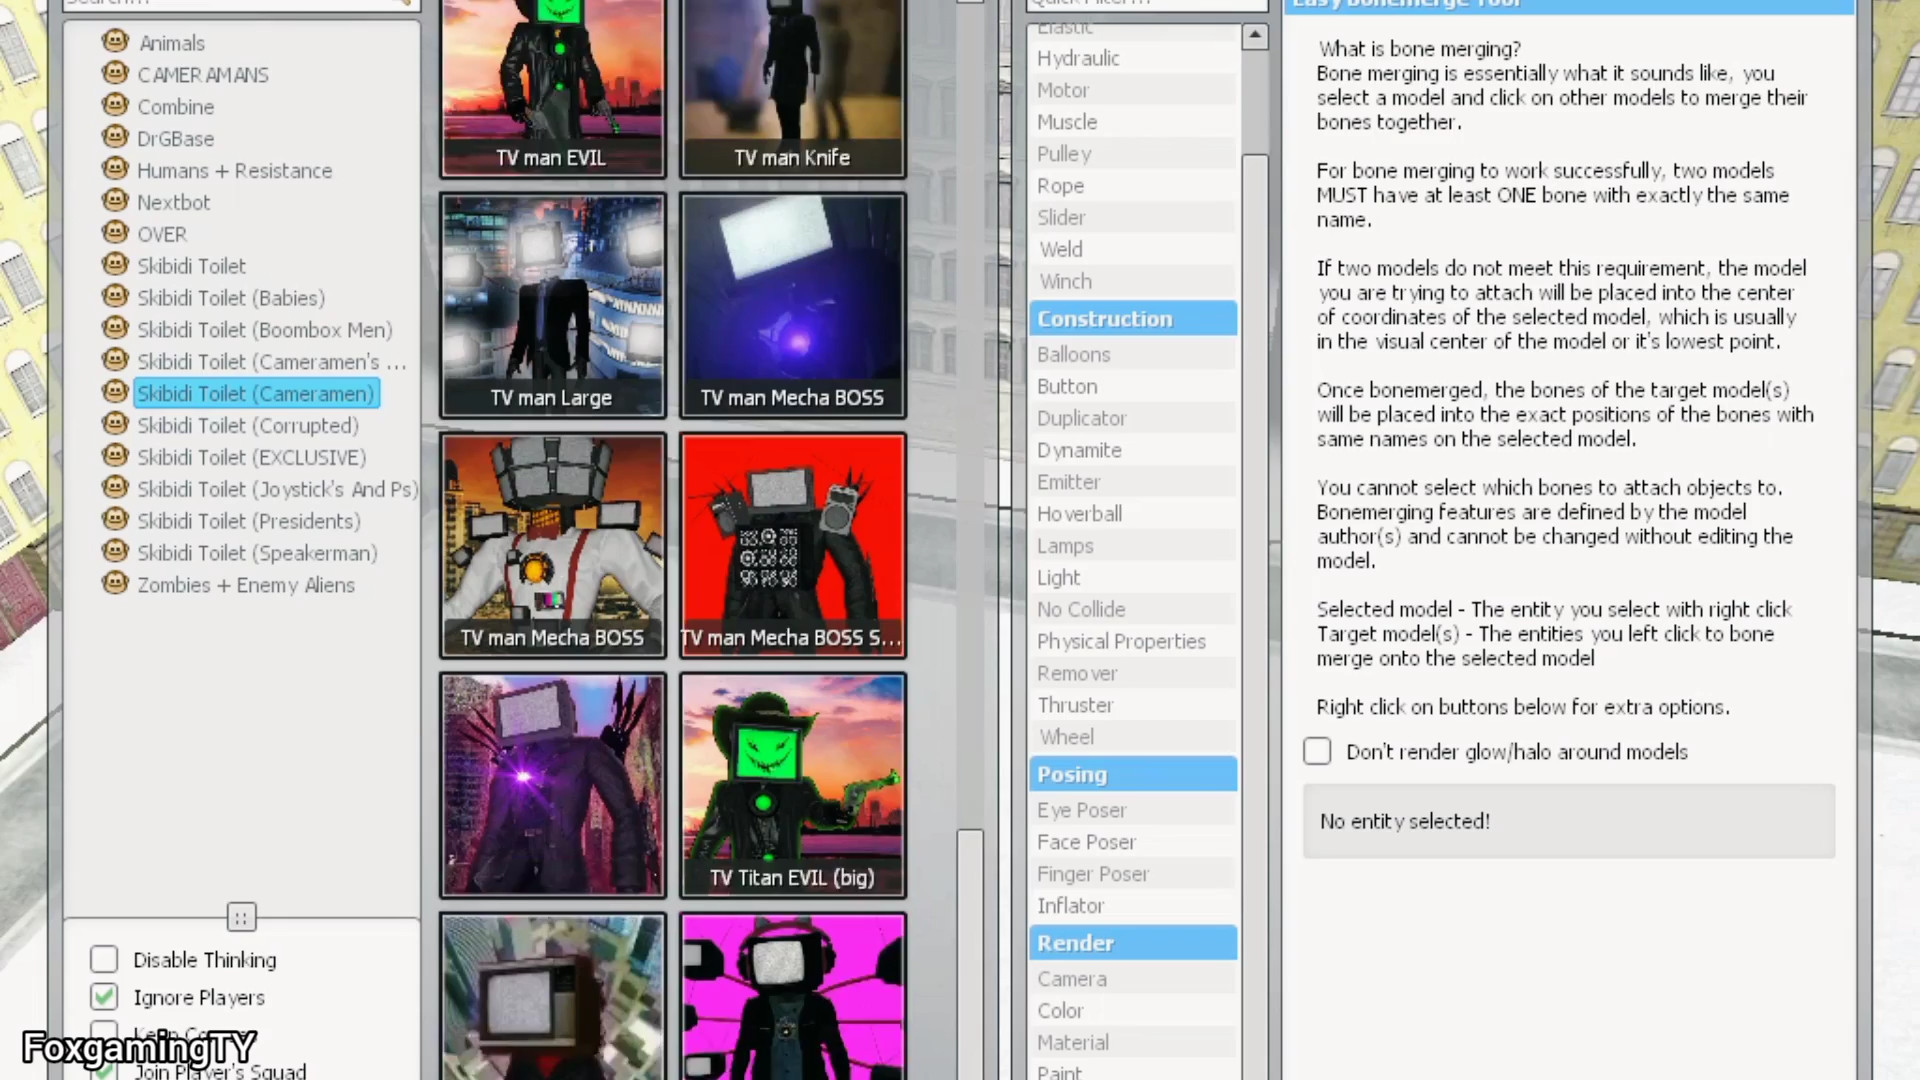 Animals
CAMERAMANS
Combine
DrGBase
Humans + Resistance
Nextbot
OVER
Skibidi Toilet
Skibidi Toilet (Babies)
Skibidi Toilet (Boombox Men)
Skibidi Toilet (Cameramen's ...
Skibidi Toilet (Cameramen)
Skibidi Toilet (Corrupted)
Skibidi Toilet (EXCLUSIVE)
Skibidi Toilet (Joystick's And Ps)
Skibidi Toilet (Presidents)
Skibidi Toilet (Speakerman)
Zombies + Enemy Aliens
Disable Thinking
Ignore Players
Join Player's Squad
FoxgamingTY
TV man EVIL
TV man Knife
TV man Large
TV man Mecha BOSS
TV man Mecha BOSS
TV man Mecha BOSS S...
TV Titan EVIL (big)
Elastic
Hydraulic
Motor
Muscle
Pulley
Rope
Slider
Weld
Winch
Construction
Balloons
Button
Duplicator
Dynamite
Emitter
Hoverball
Lamps
Light
No Collide
Physical Properties
Remover
Thruster
Wheel
Posing
Eye Poser
Face Poser
Finger Poser
Inflator
Render
Camera
Color
Material
Paint
Easy Bonemerge Tool
What is bone merging?
Bone merging is essentially what it sounds like, you
select a model and click on other models to merge their
bones together.
For bone merging to work successfully, two models
MUST have at least ONE bone with exactly the same
name.
If two models do not meet this requirement, the model
you are trying to attach will be placed into the center
of coordinates of the selected model, which is usually
in the visual center of the model or it's lowest point.
Once bonemerged, the bones of the target model(s)
will be placed into the exact positions of the bones with
same names on the selected model.
You cannot select which bones to attach objects to.
Bonemerging features are defined by the model
author(s) and cannot be changed without editing the
model.
Selected model - The entity you select with right click
Target model(s) - The entities you left click to bone
merge onto the selected model
Right click on buttons below for extra options.
Don't render glow/halo around models
No entity selected!